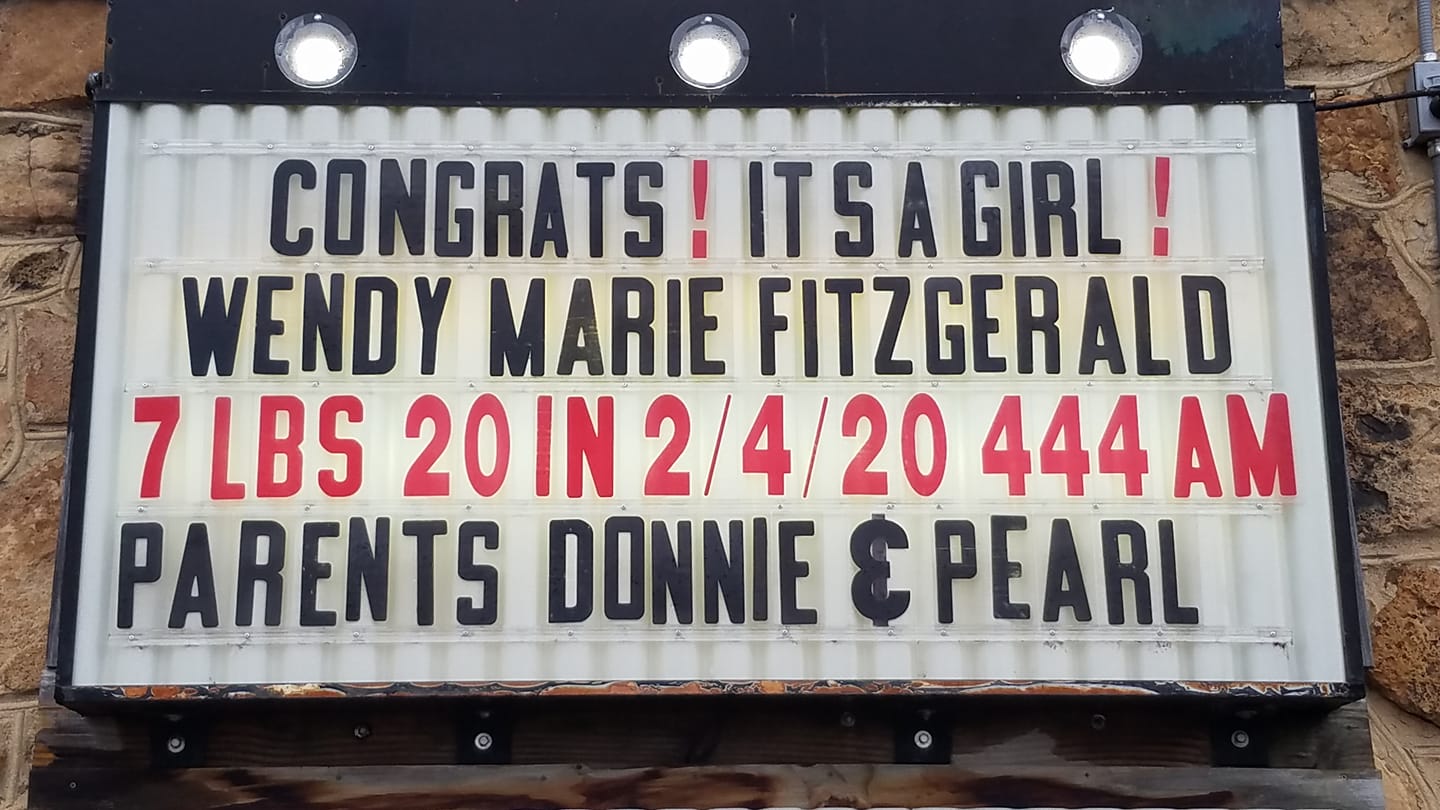 CONGRATS! ITS A GIRL!
WENDY MARIE FITZGERALD
7 LBS 20 IN 2/4/20 444 AM
PARENTS DONNIE & PEARL